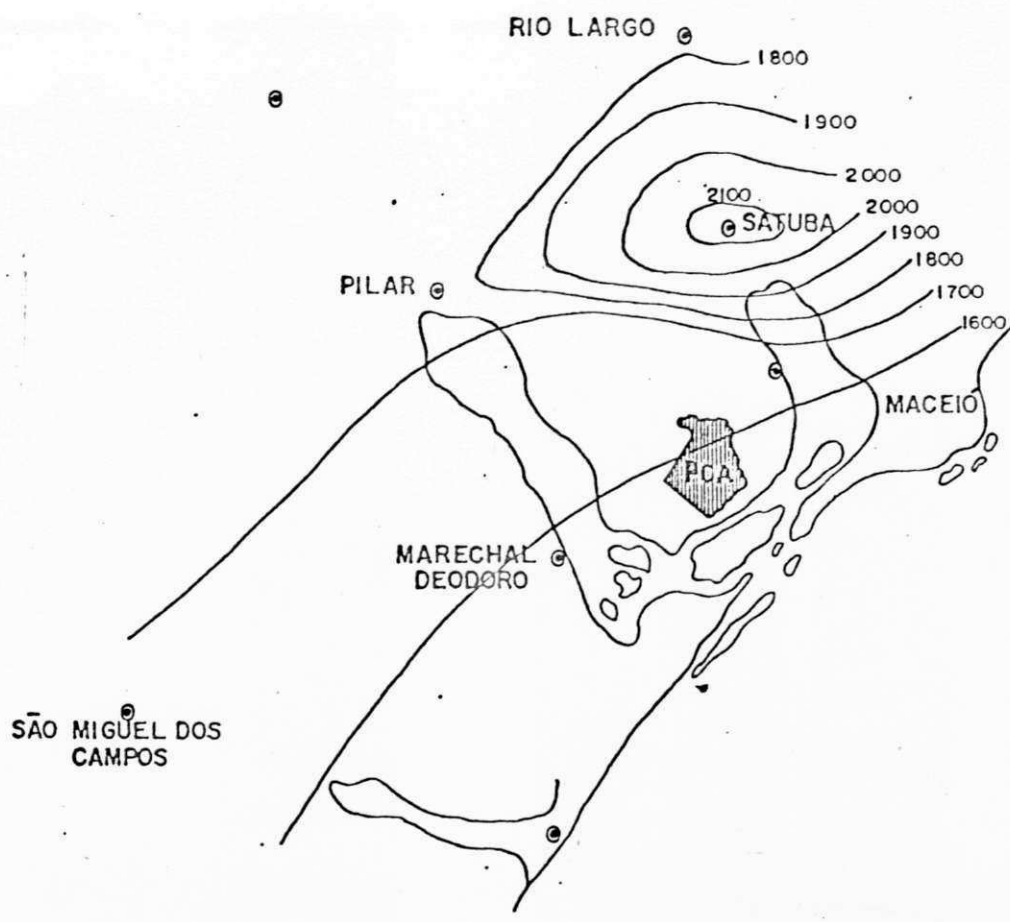 RIO LARGO
1800
1900
2000
2100
SATUBA
2000
1900
1800
1700
PILAR
1600
MACEIÓ
PCA
MARECHAL
DEODORO
SÃO MIGUEL DOS
CAMPOS